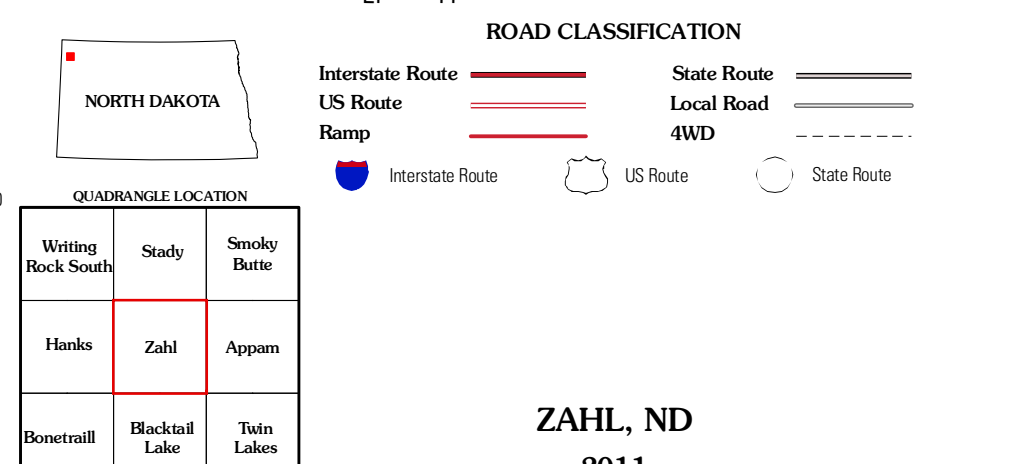 ROAD CLASSIFICATION
Interstate Route
State Route
US Route
Local Road
Ramp
4WD
Interstate Route
US Route
State Route
NORTH DAKOTA
QUADRANGLE LOCATION
Writing
Rock South
Stady
Smoky
Butte
Hanks
Zahl
Appam
Bonetraill
Blacktail
Lake
Twin
Lakes
ZAHL, ND
2011